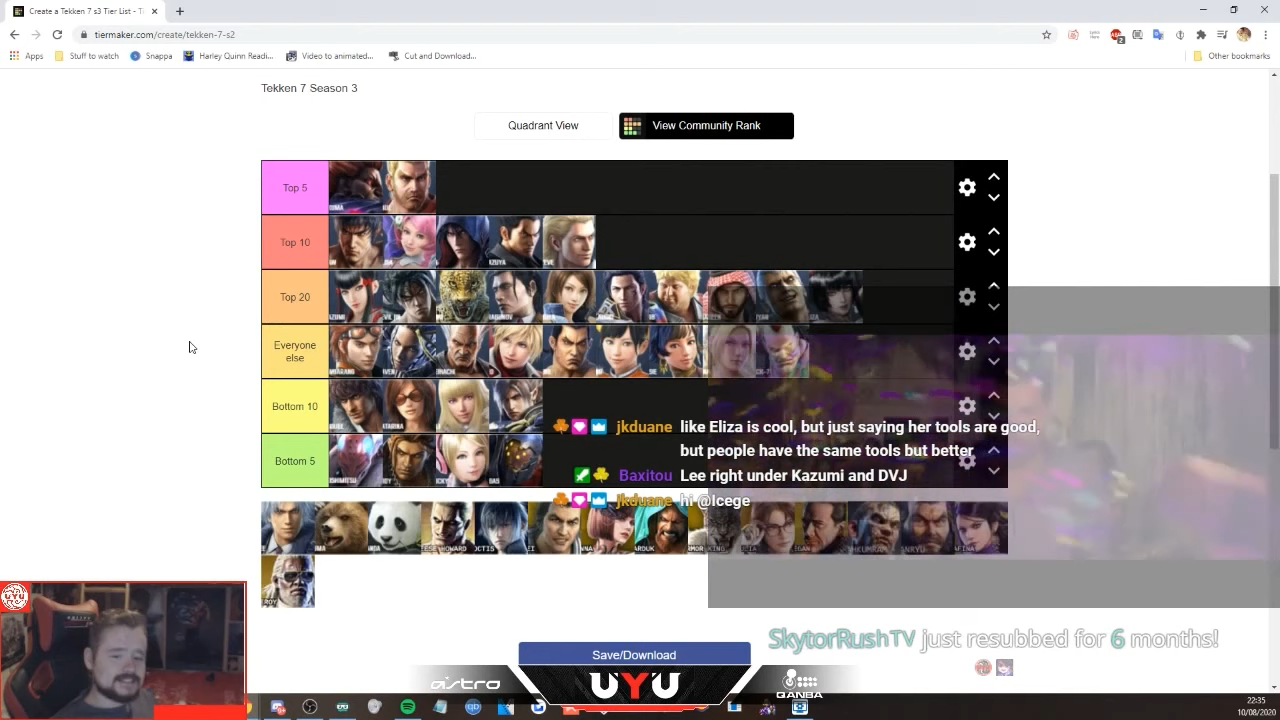 Create a Tekken 7 S3 Tier List - Ti
tiermaker.com/create/tekken-7-s2
Apps
Stuff to watch
Snappa
Harley Quinn Readi...
Video to animated...
Cut and Download...
Other bookmarks
Tekken 7 Season 3
Quadrant View
View Community Rank
Top 5
Top 10
Top 20
Everyone
else
Bottom 10
Bottom 5
jkduane like Eliza is cool, but just saying her tools are good,
but people have the same tools but better
Baxitou Lee right under Kazumi and DVJ
jkduane hi @Icege
SkytorRushTV just resubbed for 6 months!
Save/Download
astro
UYU
QANBA
22:35
10/08/2020